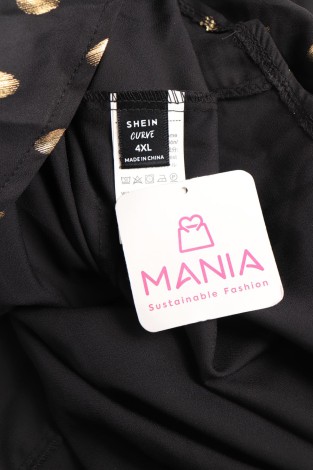 SHEIN
CURVE
4XL
MADE IN CHINA
MANIA
Sustainable Fashion